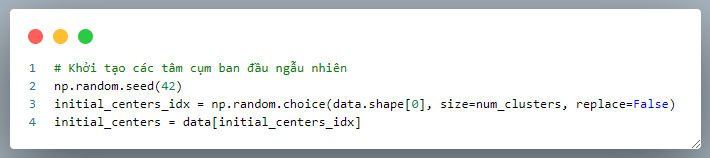 1 # Khởi tạo các tâm cụm ban đầu ngẫu nhiên
2 np.random.seed(42)
3 initial_centers_idx = np.random.choice(data.shape[0], size=num_clusters, replace=False)
4 initial_centers = data[initial_centers_idx]